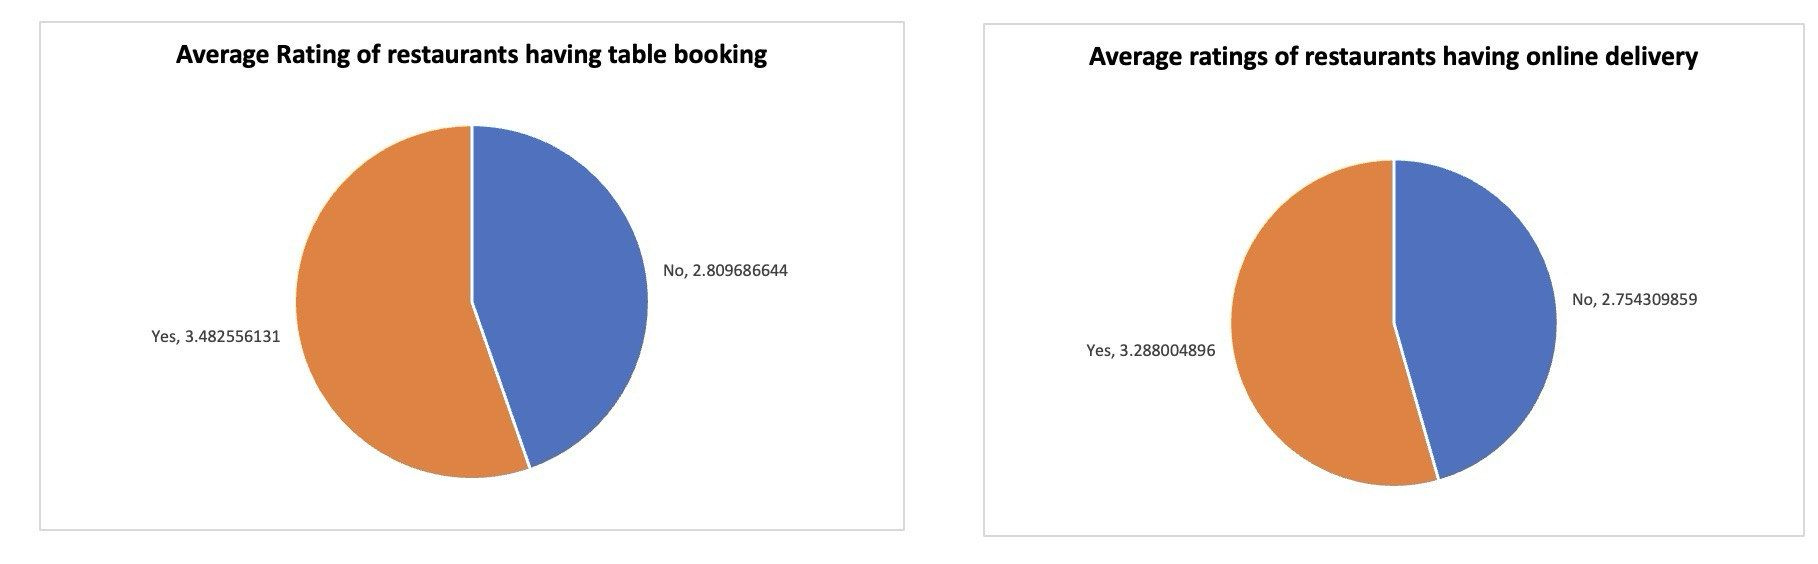 Average Rating of restaurants having table booking
No, 2.809686644
Yes, 3.482556131
Average ratings of restaurants having online delivery
No, 2.754309859
Yes, 3.288004896